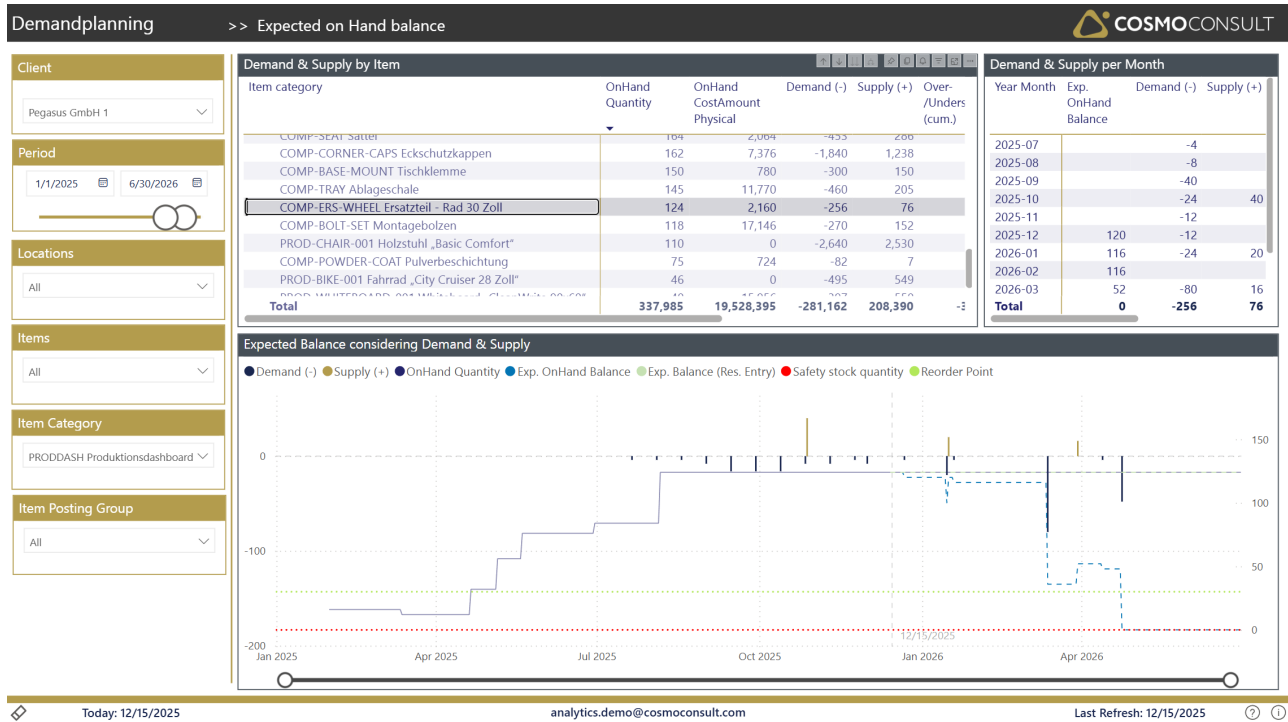 Demandplanning
>> Expected on Hand balance
COSMOCONSULT
Client
Pegasus GmbH 1
Period
1/1/2025 6/30/2026
Locations
All
Items
All
Item Category
PRODDASH Produktionsdashboard
Item Posting Group
All
Demand & Supply by Item
Item category OnHand Quantity OnHand CostAmount Physical Demand (-) Supply (+) Over-/Unders (cum.)
COMP-SEAT Sattel 164 2,064 -453 286
COMP-CORNER-CAPS Eckschutzkappen 162 7,376 -1,840 1,238
COMP-BASE-MOUNT Tischklemme 150 780 -300 150
COMP-TRAY Ablageschale 145 11,770 -460 205
COMP-ERS-WHEEL Ersatzteil - Rad 30 Zoll 124 2,160 -256 76
COMP-BOLT-SET Montagebolzen 118 17,146 -270 152
PROD-CHAIR-001 Holzstuhl „Basic Comfort“ 110 0 -2,640 2,530
COMP-POWDER-COAT Pulverbeschichtung 75 724 -82 7
PROD-BIKE-001 Fahrrad „City Cruiser 28 Zoll“ 46 0 -495 549
Total 337,985 19,528,395 -281,162 208,390
Demand & Supply per Month
Year Month Exp. OnHand Balance Demand (-) Supply (+)
2025-07 -4
2025-08 -8
2025-09 -40
2025-10 -24 40
2025-11 -12
2025-12 120 -12
2026-01 116 -24 20
2026-02 116
2026-03 52 -80 16
Total 0 -256 76
Expected Balance considering Demand & Supply
Demand (-) Supply (+) OnHand Quantity Exp. OnHand Balance Exp. Balance (Res. Entry) Safety stock quantity Reorder Point
0 150
100
-100 50
0
12/15/2025
-200
Jan 2025 Apr 2025 Jul 2025 Oct 2025 Jan 2026 Apr 2026
Today: 12/15/2025
analytics.demo@cosmoconsult.com
Last Refresh: 12/15/2025